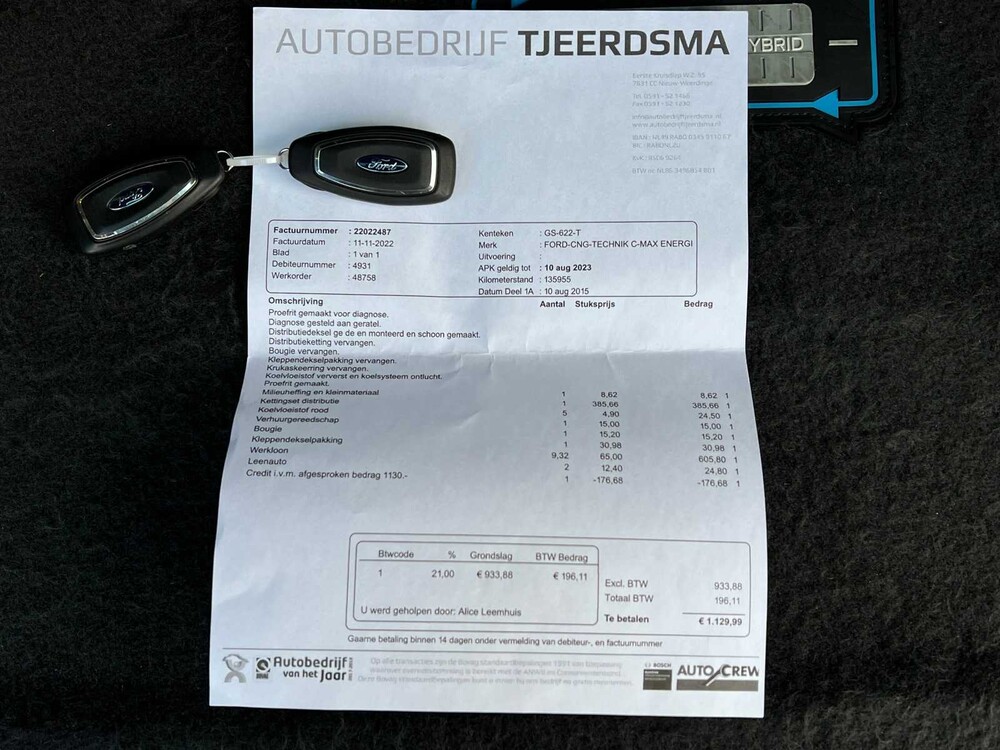 AUTOBEDRIJF TJEERDSMA
YBRID
Ford
Ford
Factuurnummer : 22022487
Factuurdatum : 11-11-2022
Blad : 1 van 1
Debiteurnummer : 4931
Werkorder : 48758
Kenteken : GS-622-T
Merk : FORD-CNG-TECHNIK C-MAX ENERGI
Uitvoering :
APK geldig tot : 10 aug 2023
Kilometerstand : 135955
Datum Deel 1A : 10 aug 2015
Omschrijving Aantal Stuksprijs Bedrag
Proefrit gemaakt voor diagnose.
Diagnose gesteld aan geratel.
Distributiedeksel ge de en monteerd en schoon gemaakt.
Distributieketting vervangen.
Bougie vervangen.
Kleppendekselpakking vervangen.
Krukaskeerring vervangen.
Koelvloeistof ververst en koelsysteem ontlucht.
Proefrit gemaakt.
Milieuheffing en kleinmateriaal 1 8,62 8,62 1
Kettingset distributie 1 385,66 385,66 1
Koelvloeistof rood 5 4,90 24,50 1
Verhuurgereedschap 1 15,00 15,00 1
Bougie 1 15,20 15,20 1
Kleppendekselpakking 1 30,98 30,98 1
Werkloon 9,32 65,00 605,80 1
Leenauto 2 12,40 24,80 1
Credit i.v.m. afgesproken bedrag 1130.- 1 -176,68 -176,68 1
Btwcode % Grondslag BTW Bedrag
1 21,00 € 933,88 € 196,11
U werd geholpen door: Alice Leemhuis
Excl. BTW 933,88
Totaal BTW 196,11
Te betalen € 1.129,99
Gaarne betaling binnen 14 dagen onder vermelding van debiteur-, en factuurnummer
Autobedrijf
van het Jaar
BOSCH
AUTO CREW